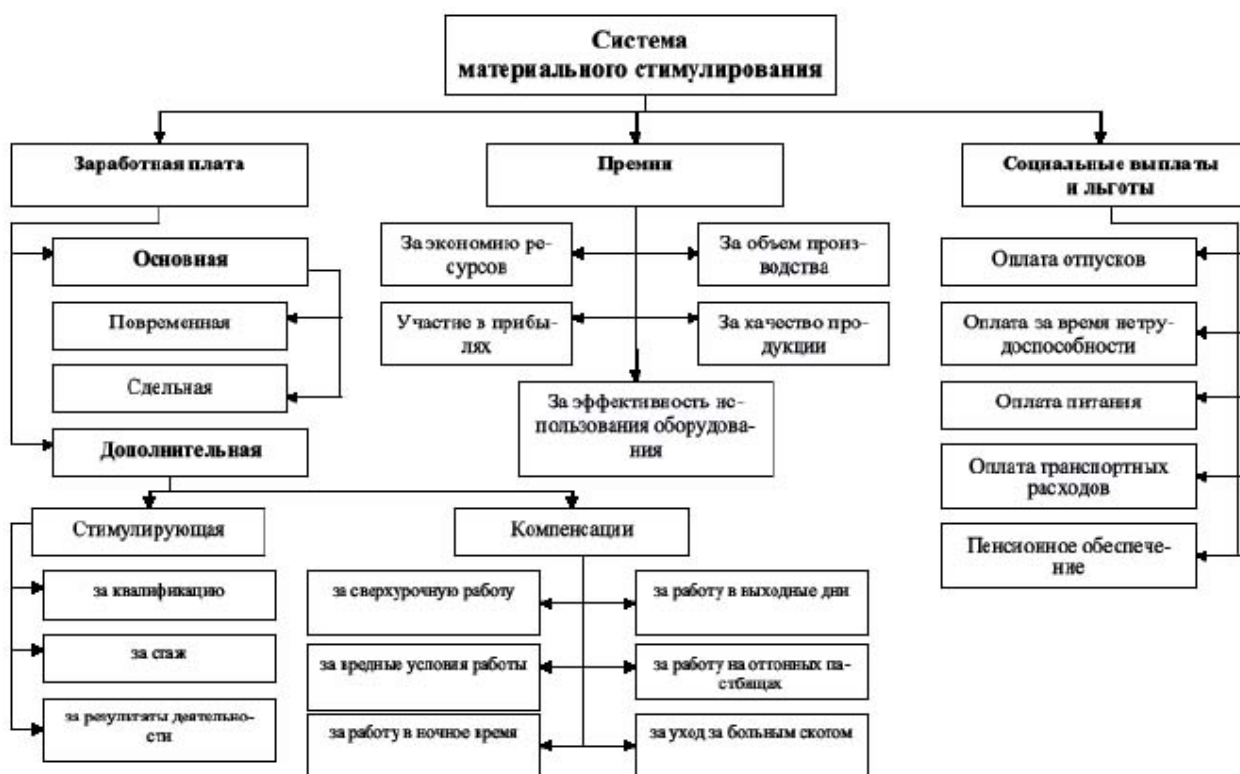 Система
материального стимулирования
Заработная плата
Премии
Социальные выплаты
и льготы
Основная
Повременная
Сдельная
Дополнительная
За экономию ре-
сурсов
За объем произ-
водства
Участие в прибы-
лях
За качество про-
дукции
За эффективность ис-
пользования оборудова-
ния
Оплата отпусков
Оплата за время нетру-
доспособности
Оплата питания
Оплата транспортных
расходов
Пенсионное обеспече-
ние
Стимулирующая
за квалификацию
за стаж
за результаты деятельно-
сти
Компенсации
за сверхурочную работу
за работу в выходные дни
за вредные условия работы
за работу на отгонных па-
стбищах
за работу в ночное время
за уход за больным скотом